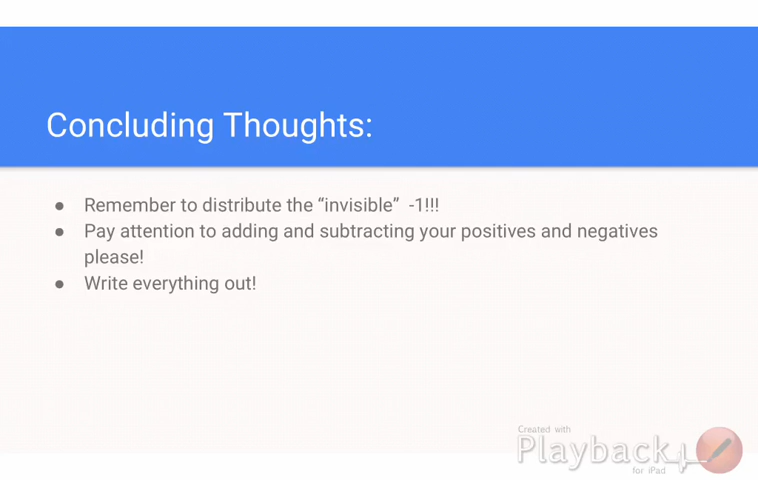 Concluding Thoughts:
● Remember to distribute the “invisible” -1!!!
● Pay attention to adding and subtracting your positives and negatives
please!
● Write everything out!
Created with
Playback
for iPad